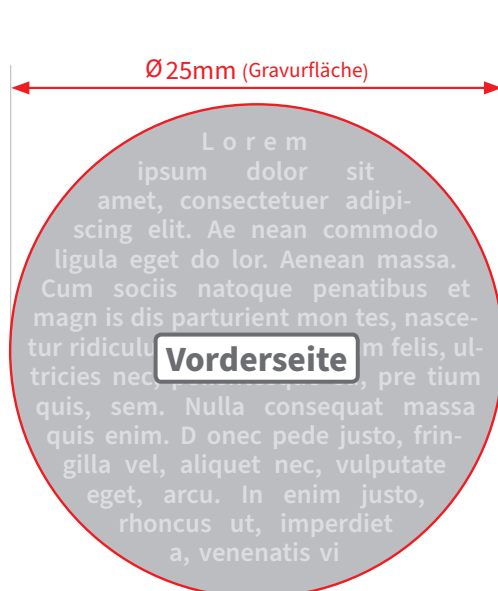 Ø 25mm (Gravurfläche)
Lorem
ipsum dolor sit
amet, consectetuer adipi-
scing elit. Ae nean commodo
ligula eget do lor. Aenean massa.
Cum sociis natoque penatibus et
magn is dis parturient mon tes, nasce-
tur ridicul m felis, ul-
Vorderseite
tricies nec, pre tium
quis, sem. Nulla consequat massa
quis enim. D onec pede justo, frin-
gilla vel, aliquet nec, vulputate
eget, arcu. In enim justo,
rhoncus ut, imperdiet
a, venenatis vi